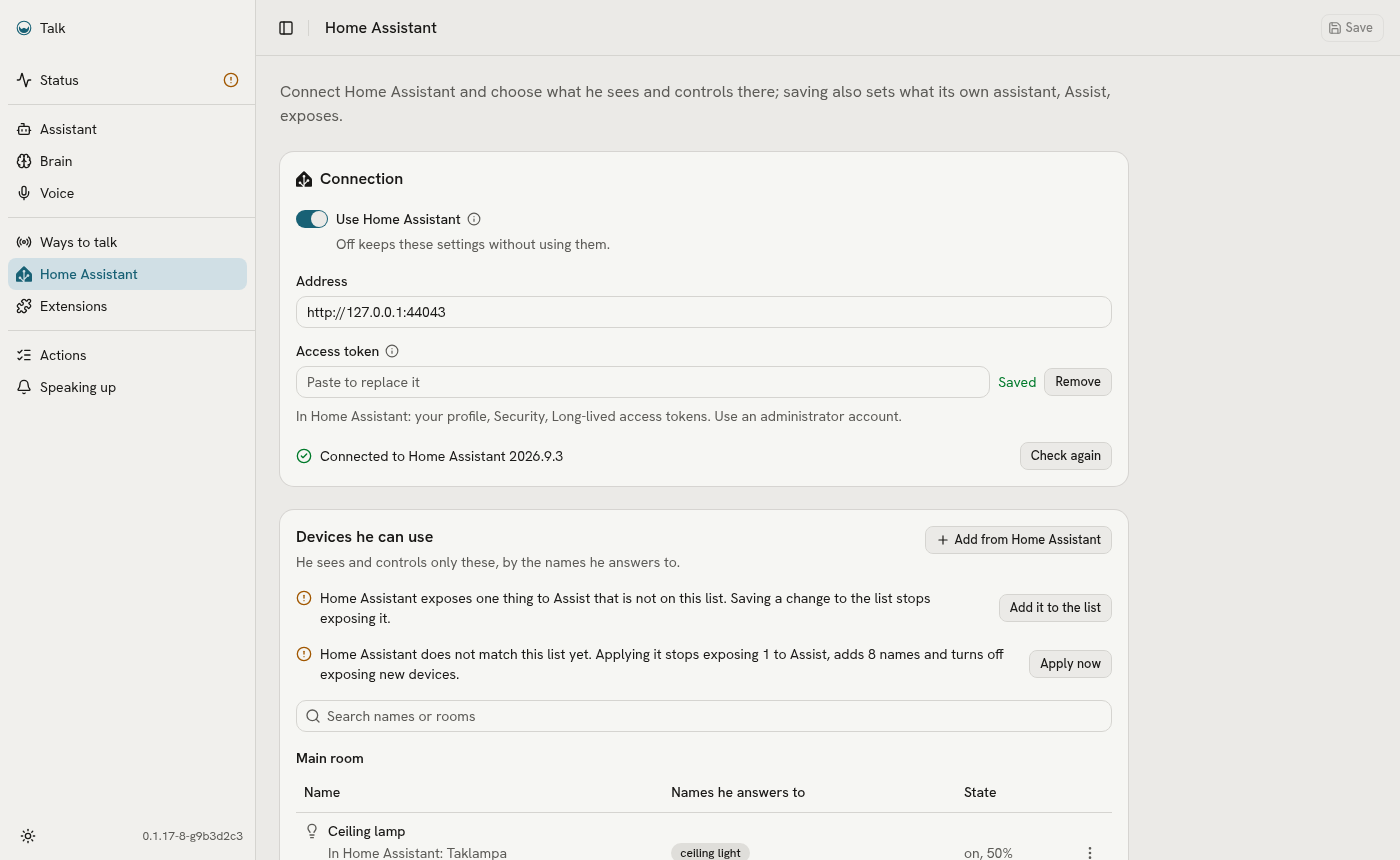 Talk
Home Assistant
Save
Status
Assistant
Brain
Voice
Ways to talk
Home Assistant
Extensions
Actions
Speaking up
0.1.17-8-g9b3d2c3
Connect Home Assistant and choose what he sees and controls there; saving also sets what its own assistant, Assist,
exposes.
Connection
Use Home Assistant
Off keeps these settings without using them.
Address
http://127.0.0.1:44043
Access token
Paste to replace it
Saved
Remove
In Home Assistant: your profile, Security, Long-lived access tokens. Use an administrator account.
Connected to Home Assistant 2026.9.3
Check again
Devices he can use
Add from Home Assistant
He sees and controls only these, by the names he answers to.
Home Assistant exposes one thing to Assist that is not on this list. Saving a change to the list stops
exposing it.
Add it to the list
Home Assistant does not match this list yet. Applying it stops exposing 1 to Assist, adds 8 names and turns off
exposing new devices.
Apply now
Search names or rooms
Main room
Name
Names he answers to
State
Ceiling lamp
In Home Assistant: Taklampa
ceiling light
on, 50%